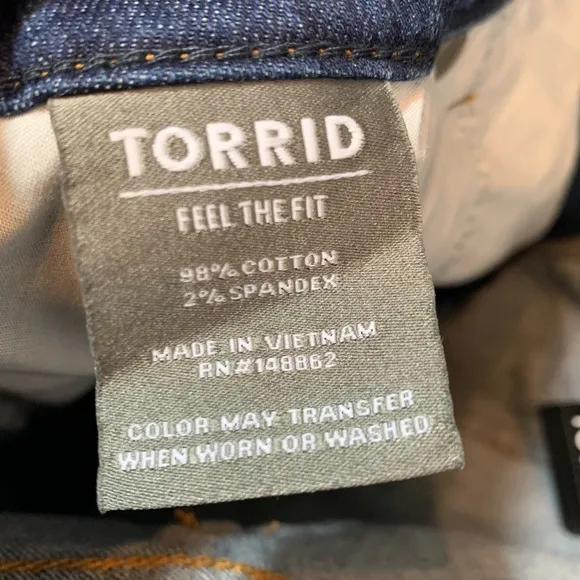 TORRID
FEEL THE FIT
98% COTTON
2% SPANDEX
MADE IN VIETNAM
RN#148862
COLOR MAY TRANSFER
WHEN WORN OR WASHED